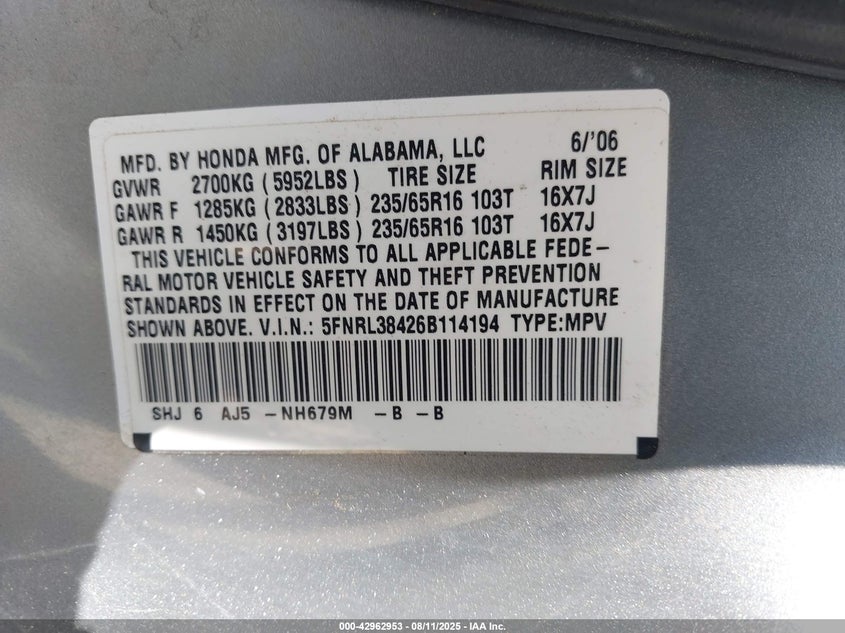 MFD. BY HONDA MFG. OF ALABAMA, LLC 6/'06
GVWR 2700KG ( 5952LBS ) TIRE SIZE RIM SIZE
GAWR F 1285KG ( 2833LBS ) 235/65R16 103T 16X7J
GAWR R 1450KG ( 3197LBS ) 235/65R16 103T 16X7J
THIS VEHICLE CONFORMS TO ALL APPLICABLE FEDE-
RAL MOTOR VEHICLE SAFETY AND THEFT PREVENTION
STANDARDS IN EFFECT ON THE DATE OF MANUFACTURE
SHOWN ABOVE. V.I.N.: 5FNRL38426B114194 TYPE:MPV
SHJ 6 AJ5 -NH679M -B -B
000-42962953 - 08/11/2025 - IAA Inc.